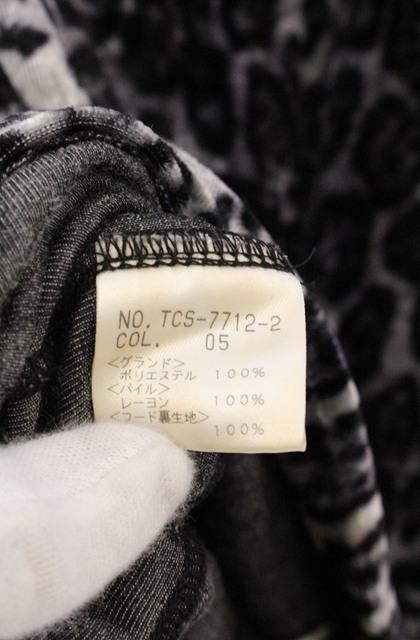 NO. TCS-7712-2
COL. 05
<グランド>
ポリエステル 100%
<パイル>
レーヨン 100%
<フード裏生地>
100%